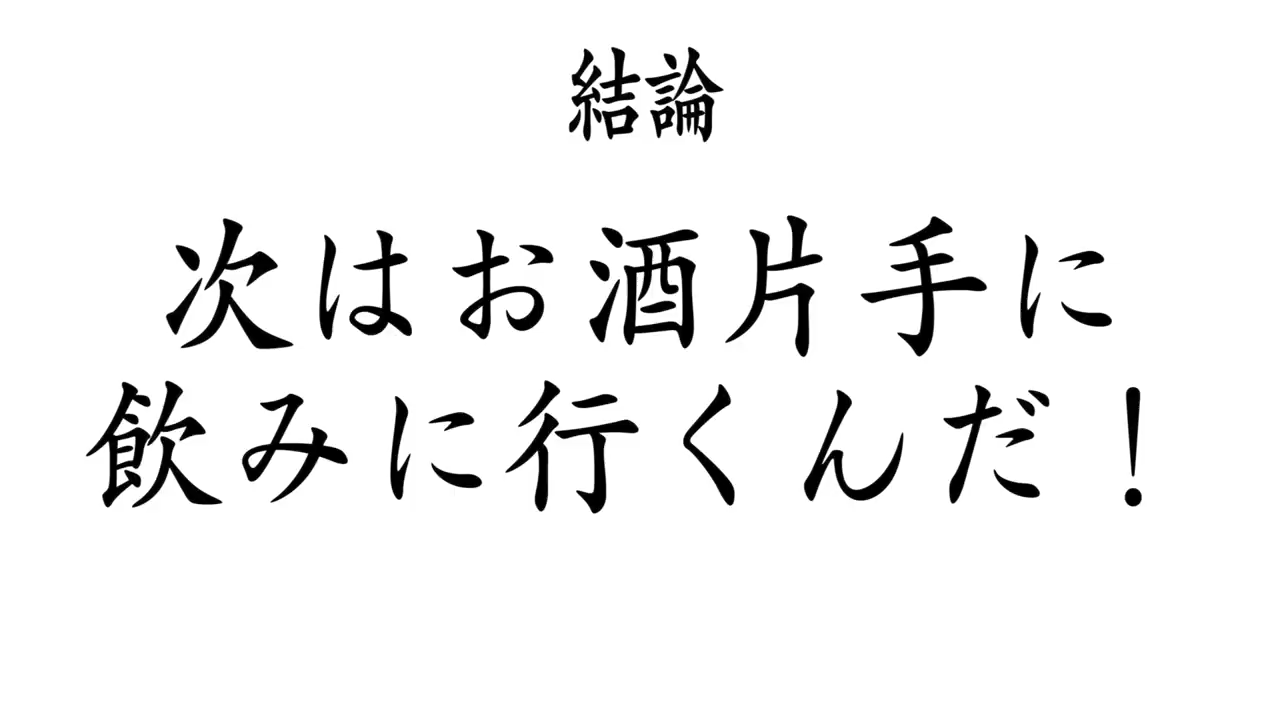 結論
次はお酒片手に
飲みに行くんだ！